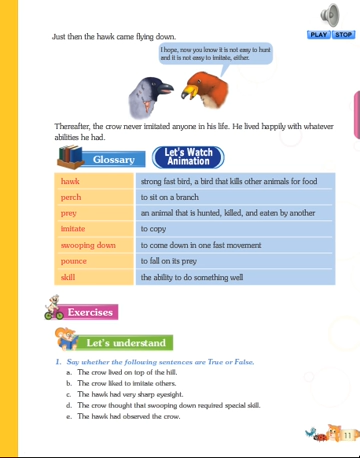 PLAY STOP
Just then the hawk came flying down.
I hope, now you know it is not easy to hunt
and it is not easy to imitate, either.
Thereafter, the crow never imitated anyone in his life. He lived happily with whatever
abilities he had.
Glossary
Let's Watch
Animation
hawk strong fast bird, a bird that kills other animals for food
perch to sit on a branch
prey an animal that is hunted, killed, and eaten by another
imitate to copy
swooping down to come down in one fast movement
pounce to fall on its prey
skill the ability to do something well
Exercises
Let's understand
1. Say whether the following sentences are True or False.
a. The crow lived on top of the hill.
b. The crow liked to imitate others.
c. The hawk had very sharp eyesight.
d. The crow thought that swooping down required special skill.
e. The hawk had observed the crow.
11